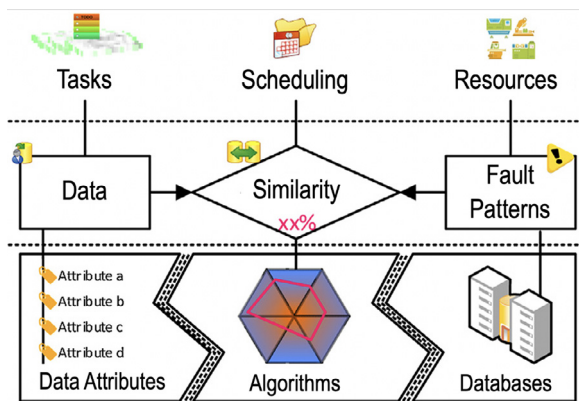 Tasks
Scheduling
Resources
Data
Similarity
xx%
Fault
Patterns
Attribute a
Attribute b
Attribute c
Attribute d
Data Attributes
Algorithms
Databases